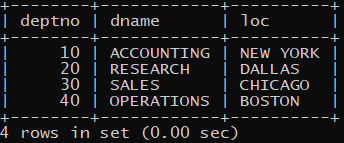 +--------+------------+----------+
| deptno | dname      | loc      |
+--------+------------+----------+
|     10 | ACCOUNTING | NEW YORK |
|     20 | RESEARCH   | DALLAS   |
|     30 | SALES      | CHICAGO  |
|     40 | OPERATIONS | BOSTON   |
+--------+------------+----------+
4 rows in set (0.00 sec)